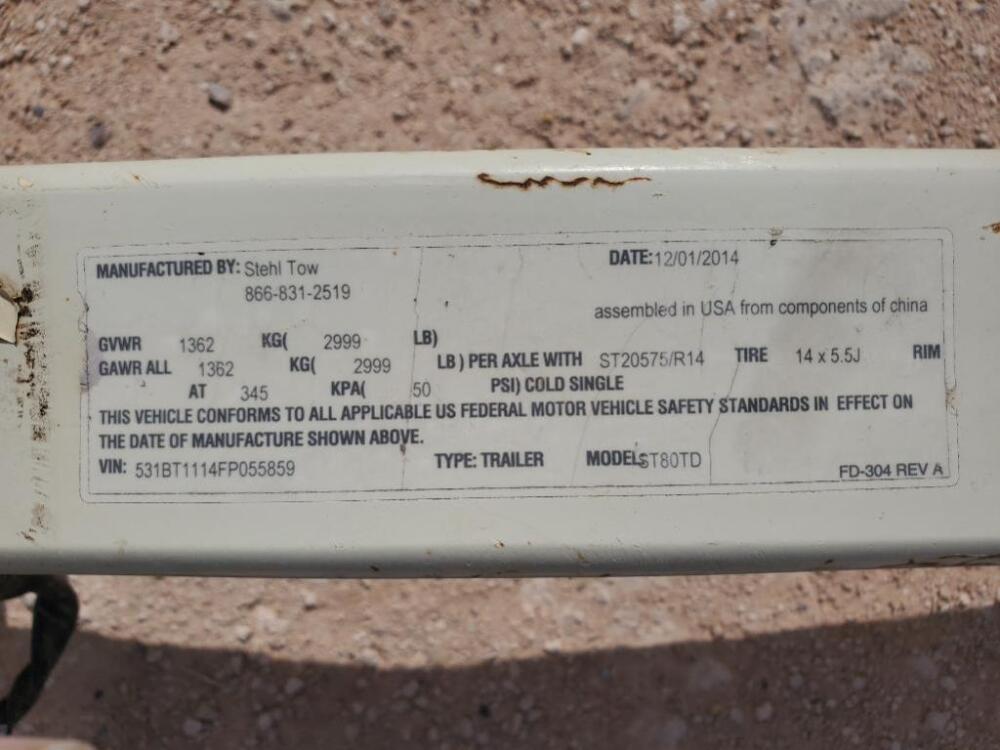 MANUFACTURED BY: Stehl Tow DATE: 12/01/2014
866-831-2519
assembled in USA from components of china
GVWR 1362 KG( 2999 LB)
GAWR ALL 1362 KG( 2999 LB ) PER AXLE WITH ST20575/R14 TIRE 14 x 5.5J RIM
AT 345 KPA( 50 PSI) COLD SINGLE
THIS VEHICLE CONFORMS TO ALL APPLICABLE US FEDERAL MOTOR VEHICLE SAFETY STANDARDS IN EFFECT ON
THE DATE OF MANUFACTURE SHOWN ABOVE.
VIN: 531BT1114FP055859 TYPE: TRAILER MODEL: ST80TD
FD-304 REV A